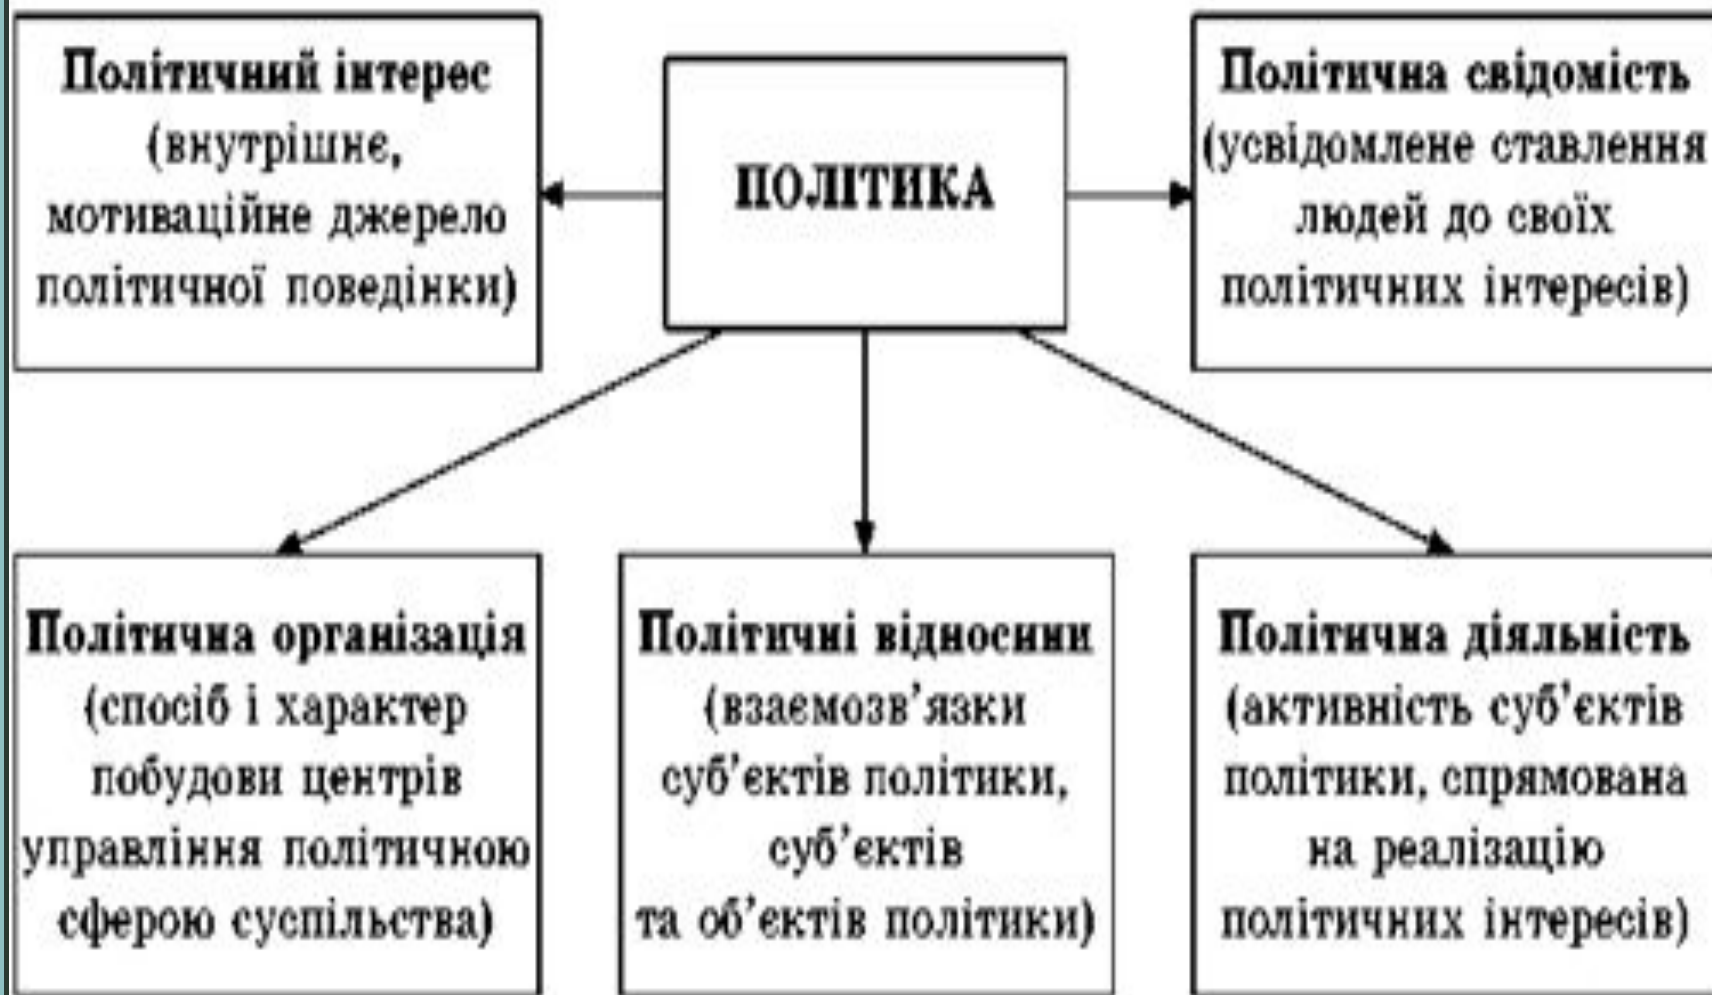 Політичний інтерес
(внутрішнє,
мотиваційне джерело
політичної поведінки)
ПОЛІТИКА
Політична свідомість
(усвідомлене ставлення
людей до своїх
політичних інтересів)
Політична організація
(спосіб і характер
побудови центрів
управління політичною
сферою суспільства)
Політичні відносини
(взаємозв’язки
суб’єктів політики,
суб’єктів
та об’єктів політики)
Політична діяльність
(активність суб’єктів
політики, спрямована
на реалізацію
політичних інтересів)